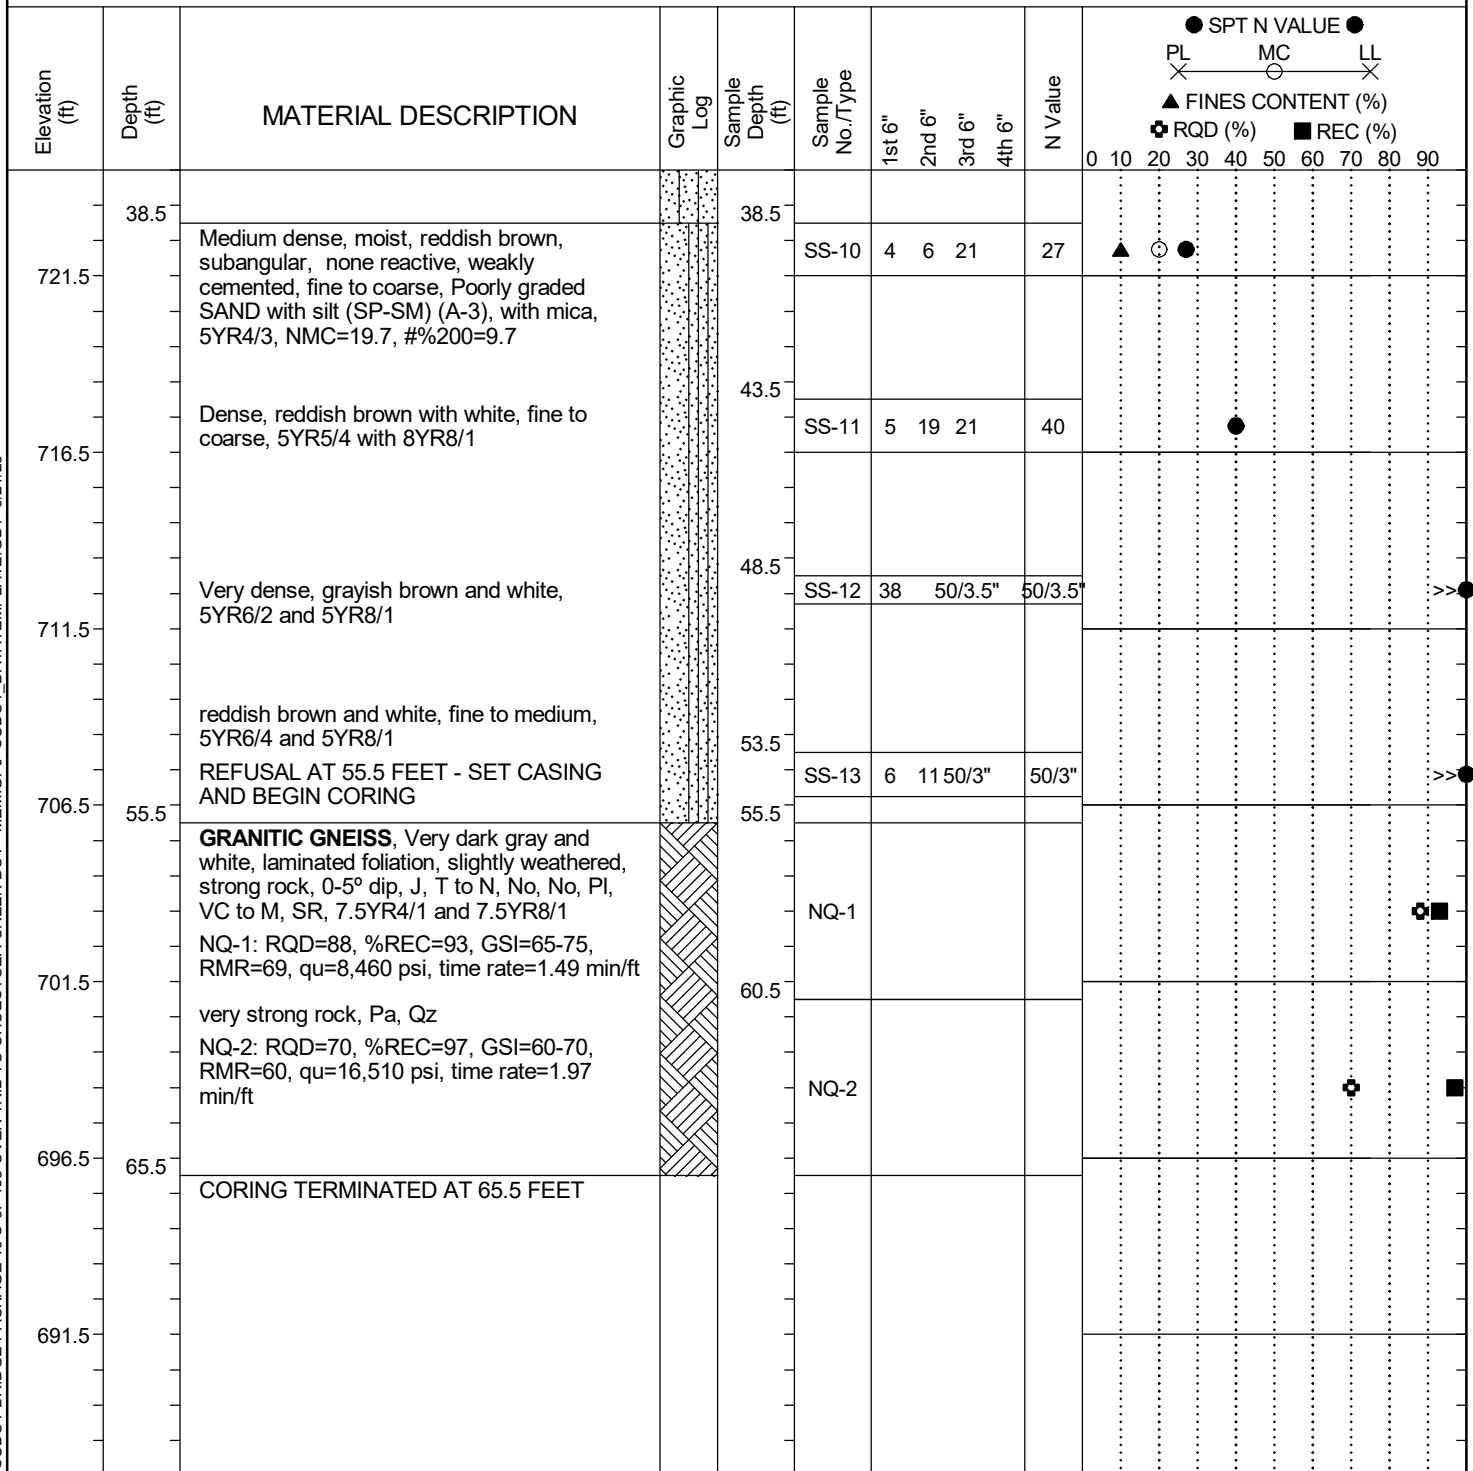 ● SPT N VALUE ●
PL MC LL
▲ FINES CONTENT (%)
RQD (%) ■ REC (%)
0 10 20 30 40 50 60 70 80 90
Elevation (ft)
Depth (ft)
MATERIAL DESCRIPTION
Graphic Log
Sample Depth (ft)
Sample No./Type
1st 6"
2nd 6"
3rd 6"
4th 6"
N Value
38.5 38.5
Medium dense, moist, reddish brown,
subangular, none reactive, weakly
cemented, fine to coarse, Poorly graded
SAND with silt (SP-SM) (A-3), with mica,
5YR4/3, NMC=19.7, #%200=9.7
SS-10 4 6 21 27
721.5
43.5
Dense, reddish brown with white, fine to
coarse, 5YR5/4 with 8YR8/1
SS-11 5 19 21 40
716.5
48.5
Very dense, grayish brown and white,
5YR6/2 and 5YR8/1
SS-12 38 50/3.5" 50/3.5" >>
711.5
reddish brown and white, fine to medium,
5YR6/4 and 5YR8/1
53.5
REFUSAL AT 55.5 FEET - SET CASING
AND BEGIN CORING
SS-13 6 11 50/3" 50/3" >>
706.5
55.5 55.5
GRANITIC GNEISS, Very dark gray and
white, laminated foliation, slightly weathered,
strong rock, 0-5º dip, J, T to N, No, No, Pl,
VC to M, SR, 7.5YR4/1 and 7.5YR8/1
NQ-1
NQ-1: RQD=88, %REC=93, GSI=65-75,
RMR=69, qu=8,460 psi, time rate=1.49 min/ft
701.5
60.5
very strong rock, Pa, Qz
NQ-2: RQD=70, %REC=97, GSI=60-70,
RMR=60, qu=16,510 psi, time rate=1.97
min/ft
NQ-2
696.5
65.5
CORING TERMINATED AT 65.5 FEET
691.5